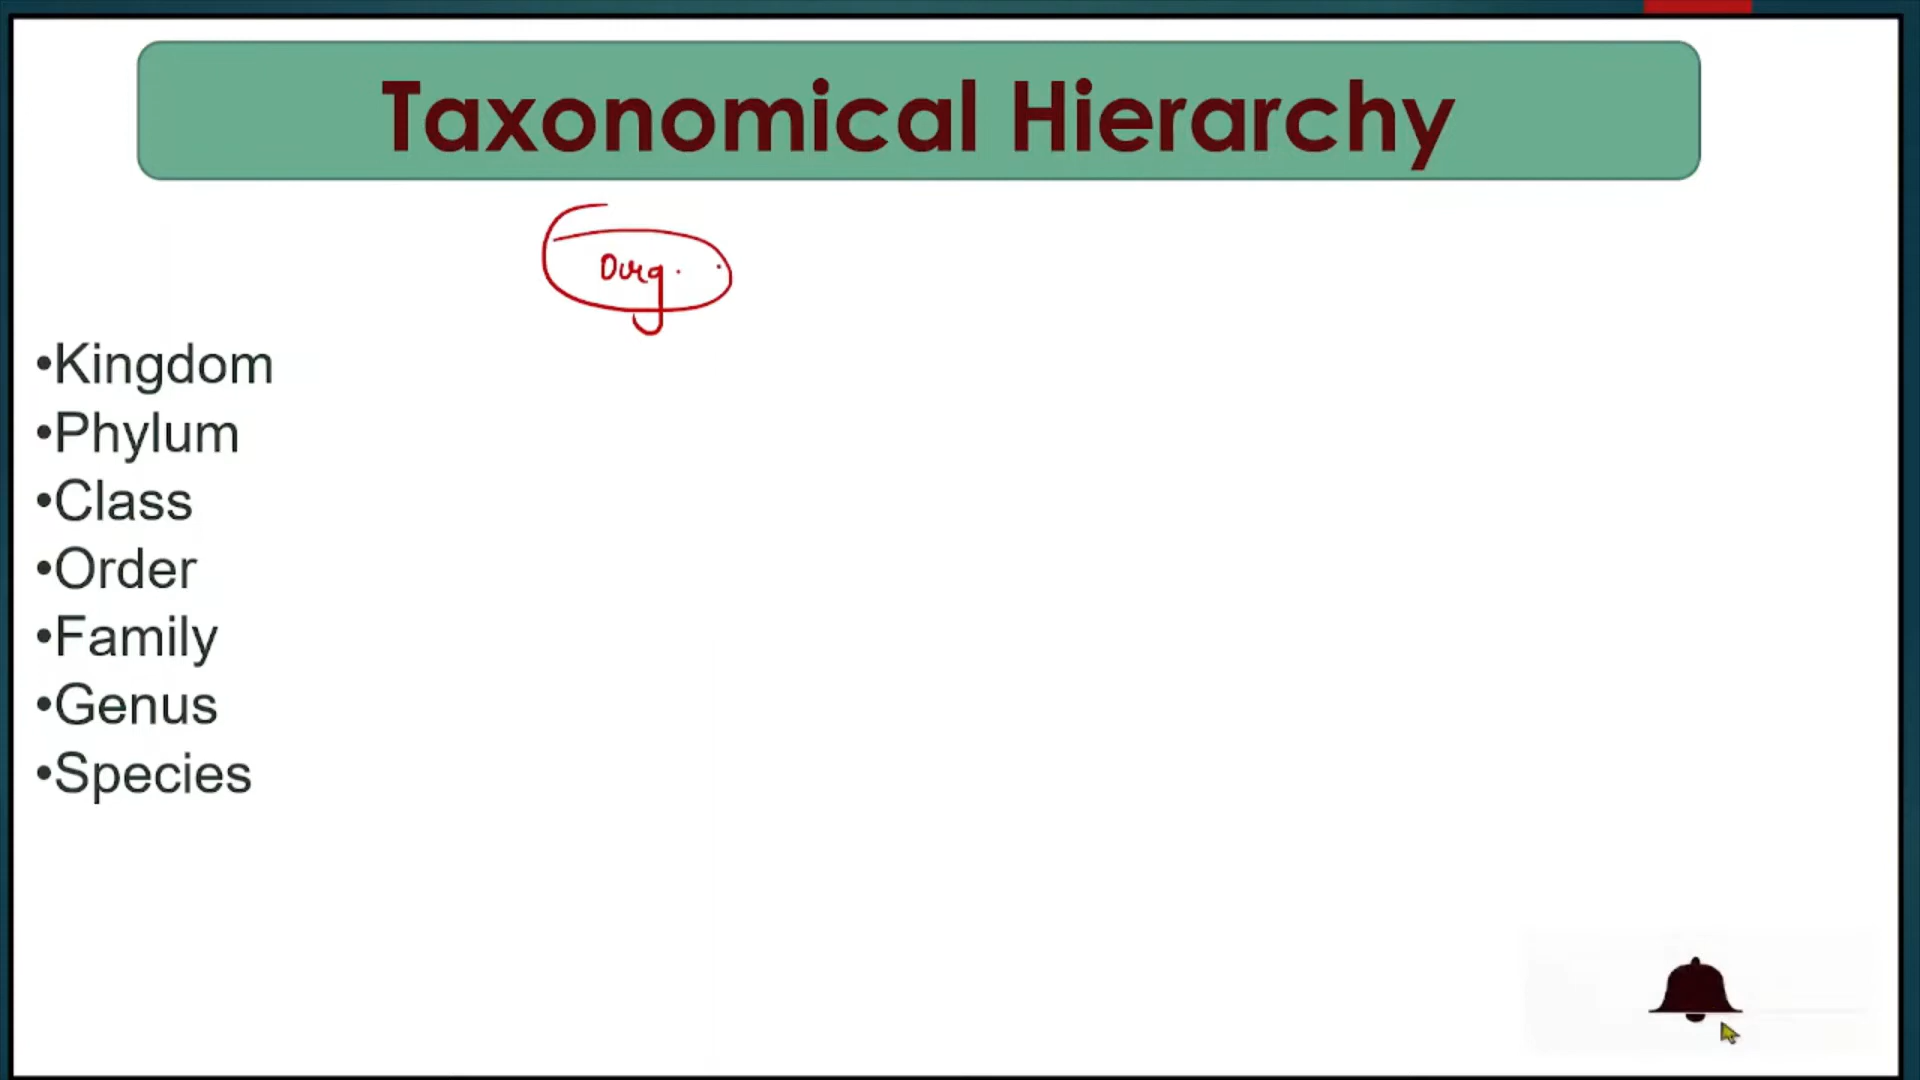 Taxonomical Hierarchy
Org.
•Kingdom
•Phylum
•Class
•Order
•Family
•Genus
•Species